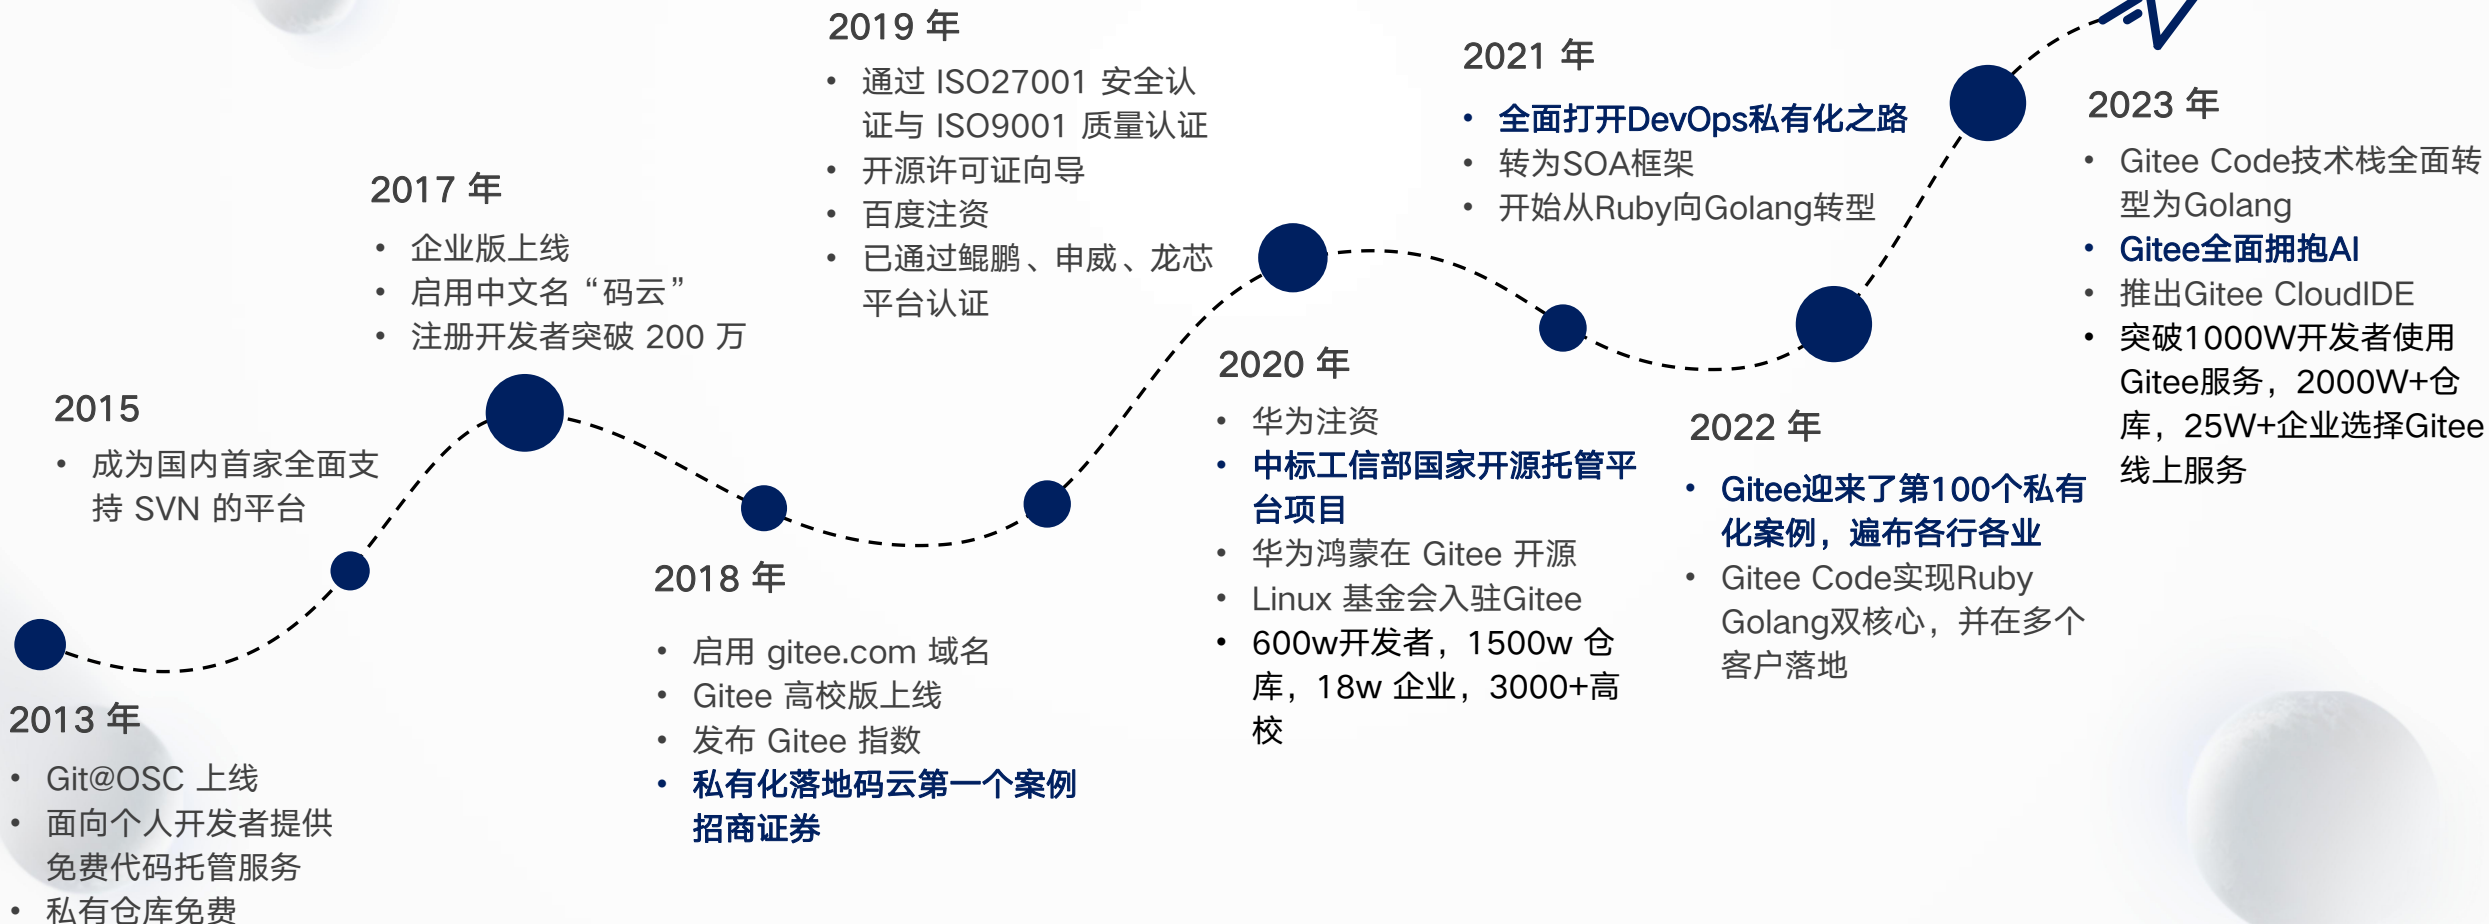 2013 年
• Git@OSC 上线
• 面向个人开发者提供
免费代码托管服务
• 私有仓库免费
2015
• 成为国内首家全面支
持 SVN 的平台
2017 年
• 企业版上线
• 启用中文名“码云”
• 注册开发者突破 200 万
2018 年
• 启用 gitee.com 域名
• Gitee 高校版上线
• 发布 Gitee 指数
• 私有化落地码云第一个案例
招商证券
2019 年
• 通过 ISO27001 安全认
证与 ISO9001 质量认证
• 开源许可证向导
• 百度注资
• 已通过鲲鹏、申威、龙芯
平台认证
2020 年
• 华为注资
• 中标工信部国家开源托管平
台项目
• 华为鸿蒙在 Gitee 开源
• Linux 基金会入驻Gitee
• 600w开发者，1500w 仓
库，18w 企业，3000+高
校
2021 年
• 全面打开DevOps私有化之路
• 转为SOA框架
• 开始从Ruby向Golang转型
2022 年
• Gitee迎来了第100个私有
化案例，遍布各行各业
• Gitee Code实现Ruby
Golang双核心，并在多个
客户落地
2023 年
• Gitee Code技术栈全面转
型为Golang
• Gitee全面拥抱AI
• 推出Gitee CloudIDE
• 突破1000W开发者使用
Gitee服务，2000W+仓
库，25W+企业选择Gitee
线上服务